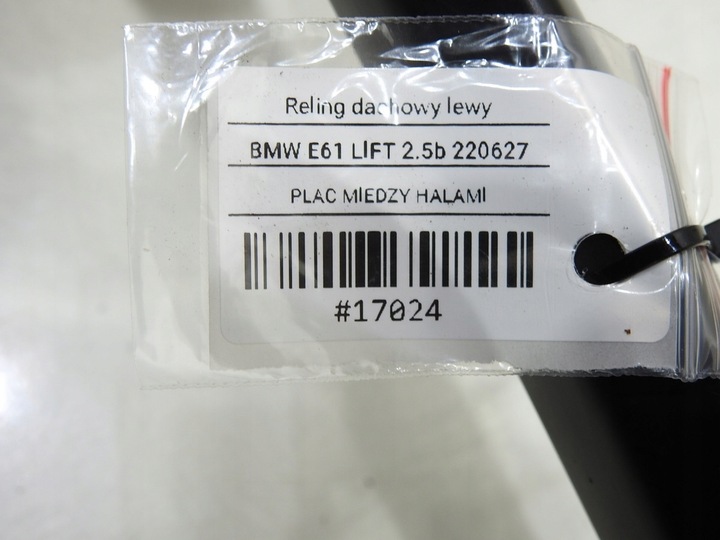 Reling dachowy lewy
BMW E61 LIFT 2.5b 220627
PLAC MIEDZY HALAMI
#17024